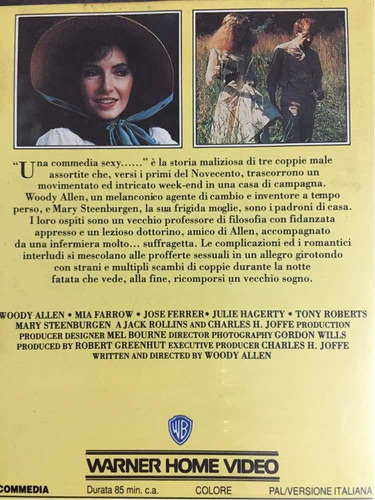 "Una commedia sexy......" è la storia maliziosa di tre coppie male
assortite che, versi i primi del Novecento, trascorrono un
movimentato ed intricato week-end in una casa di campagna.
Woody Allen, un melanconico agente di cambio e inventore a tempo
perso, e Mary Steenburgen, la sua frigida moglie, sono i padroni di casa.
I loro ospiti sono un vecchio professore di filosofia con fidanzata
appresso e un lezioso dottorino, amico di Allen, accompagnato
da una infermiera molto... suffragetta. Le complicazioni ed i romantici
interludi si mescolano alle profferte sessuali in un allegro girotondo
con strani e multipli scambi di coppie durante la notte
fatata che vede, alla fine, ricomporsi un vecchio sogno.
WOODY ALLEN • MIA FARROW • JOSE FERRER • JULIE HAGERTY • TONY ROBERTS
MARY STEENBURGEN A JACK ROLLINS AND CHARLES H. JOFFE PRODUCTION
PRODUCER DESIGNER MEL BOURNE DIRECTOR PHOTOGRAPHY GORDON WILLS
PRODUCED BY ROBERT GREENHUT EXECUTIVE PRODUCER CHARLES H. JOFFE
WRITTEN AND DIRECTED BY WOODY ALLEN
WB
WARNER HOME VIDEO
COMMEDIA Durata 85 min. c.a. COLORE PAL/VERSIONE ITALIANA